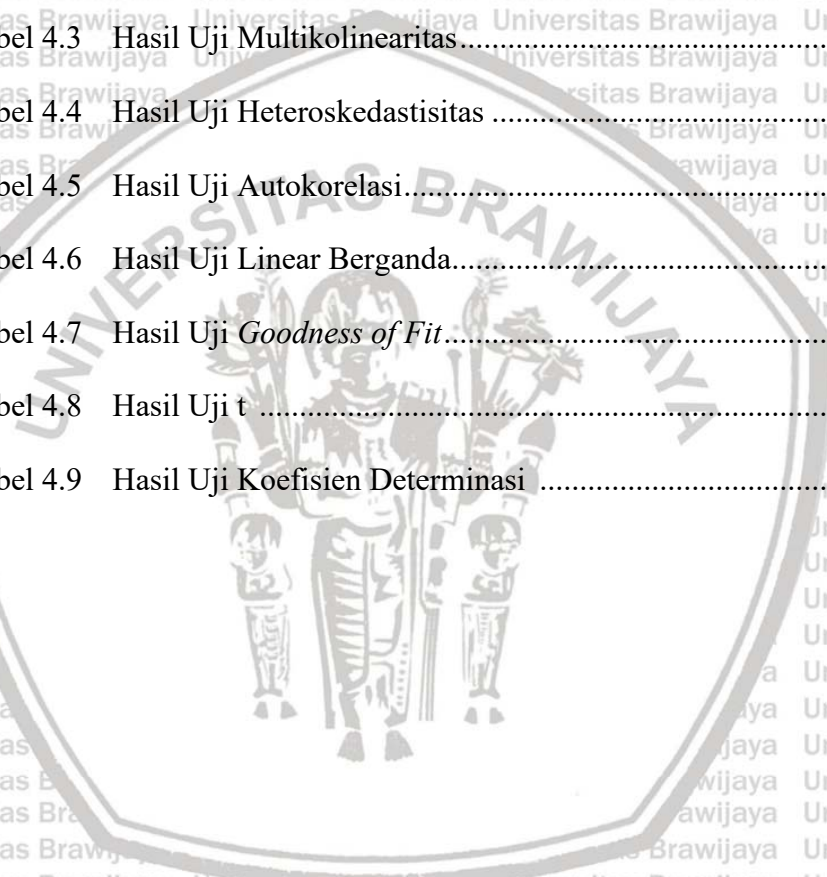 bel 4.3 Hasil Uji Multikolinearitas....................................................
bel 4.4 Hasil Uji Heteroskedastisitas ................................................
bel 4.5 Hasil Uji Autokorelasi...........................................................
bel 4.6 Hasil Uji Linear Berganda.....................................................
bel 4.7 Hasil Uji Goodness of Fit......................................................
bel 4.8 Hasil Uji t .............................................................................
bel 4.9 Hasil Uji Koefisien Determinasi ..........................................
UNIVERSITAS BRAWIJAYA